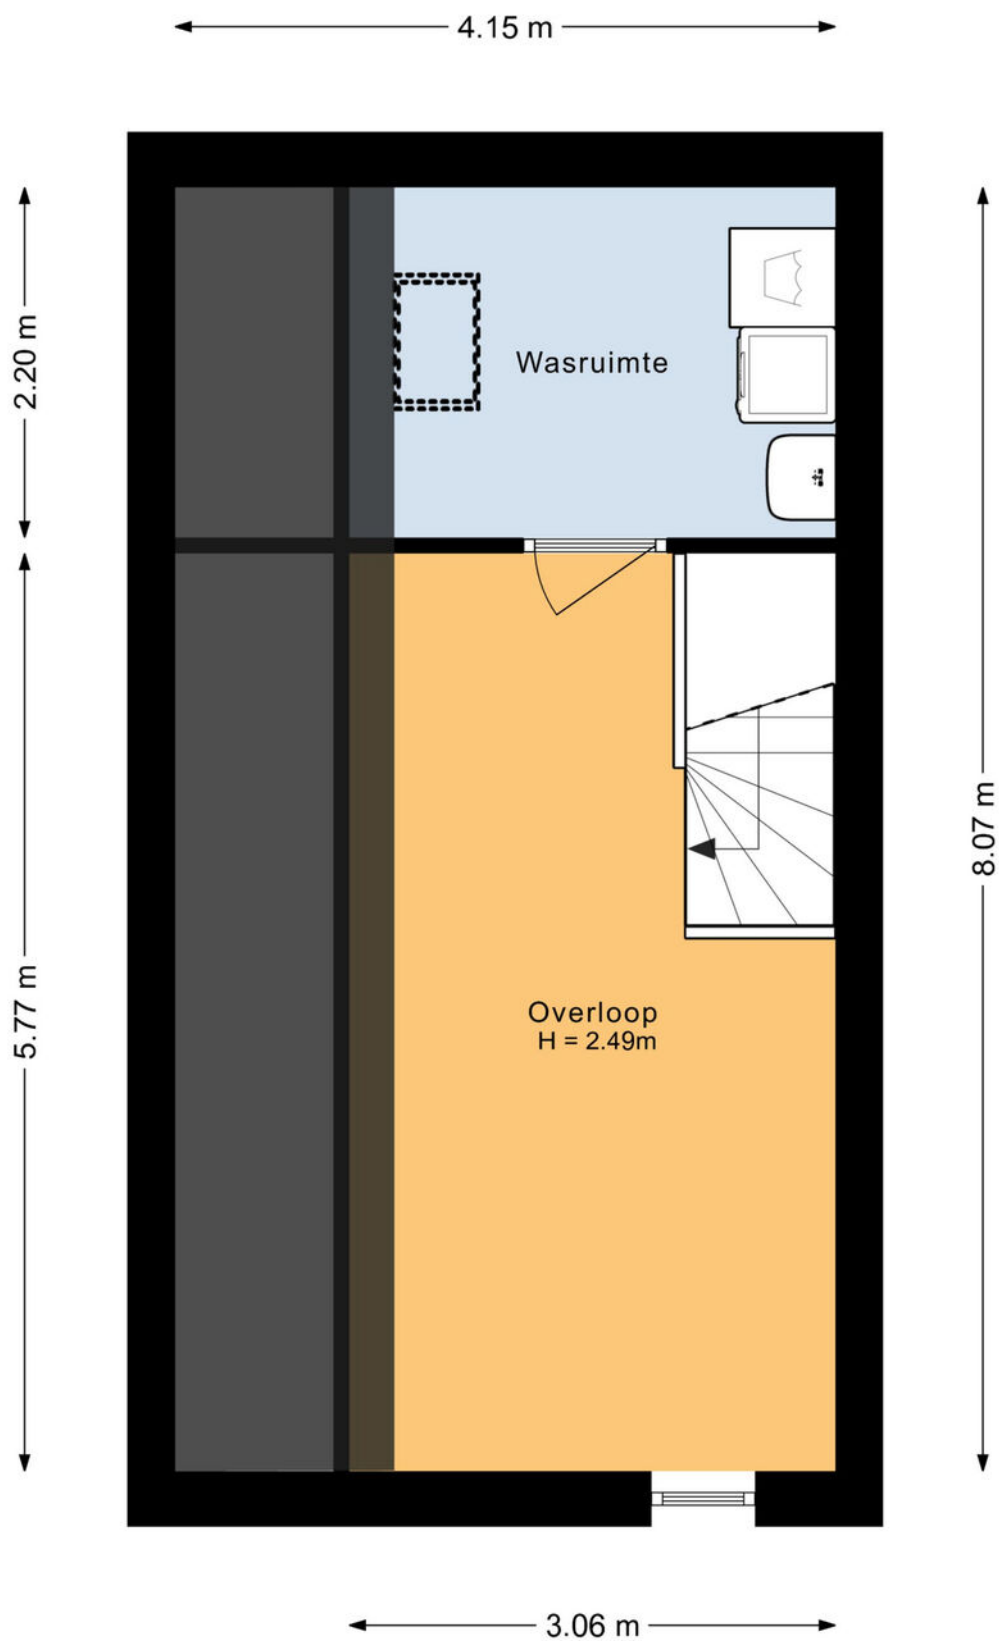 4.15 m
2.20 m
Wasruimte
8.07 m
5.77 m
Overloop
H = 2.49m
3.06 m